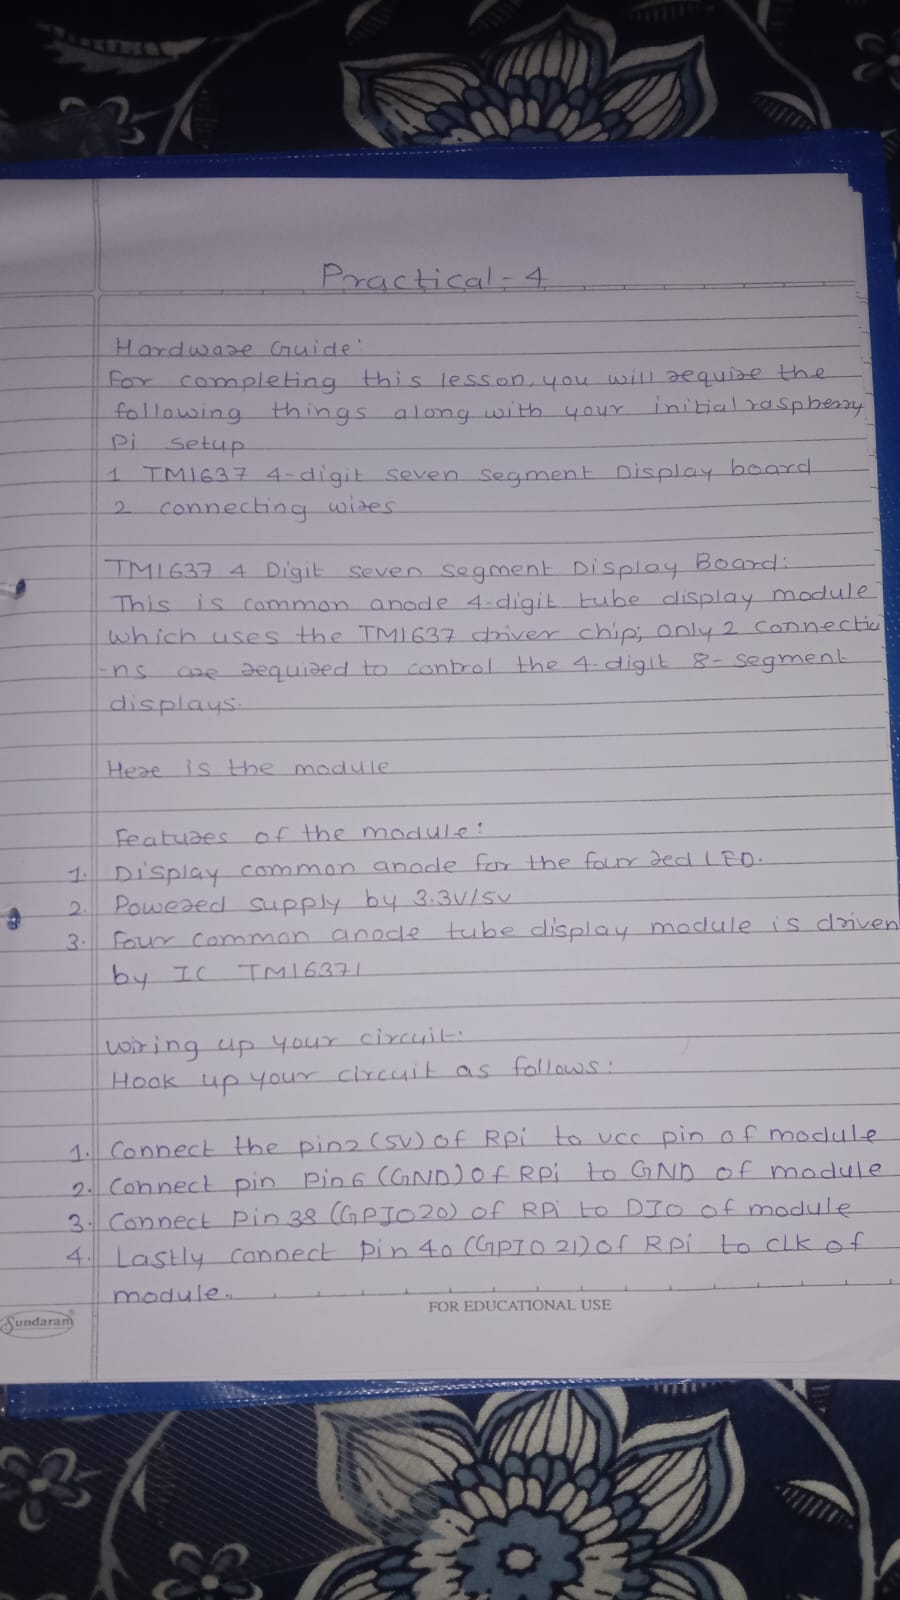 Practical-4
Hardware Guide:
For completing this lesson, you will require the
following things along with your initial raspberry
Pi setup
1 TM1637 4-digit seven segment Display board
2 connecting wires
TM1637 4 Digit seven segment Display Board:
This is common anode 4-digit tube display module
which uses the TM1637 driver chip; only 2 connectio
-ns are required to control the 4-digit 8-segment
displays.
Here is the module
Features of the module:
1. Display common anode for the four red LED.
2. Powered supply by 3.3V/5V
3. Four common anode tube display module is driven
by IC TM16371
wiring up your circuit:
Hook up your circuit as follows:
1. Connect the pin2 (5V) of RPi to vcc pin of module
2. Connect pin Pin6 (GND) of RPi to GND of module
3. Connect Pin38 (GPIO20) of RPi to DIO of module
4. Lastly connect pin 40 (GPIO 21) of Rpi to CLK of
module.
FOR EDUCATIONAL USE
Sundaram